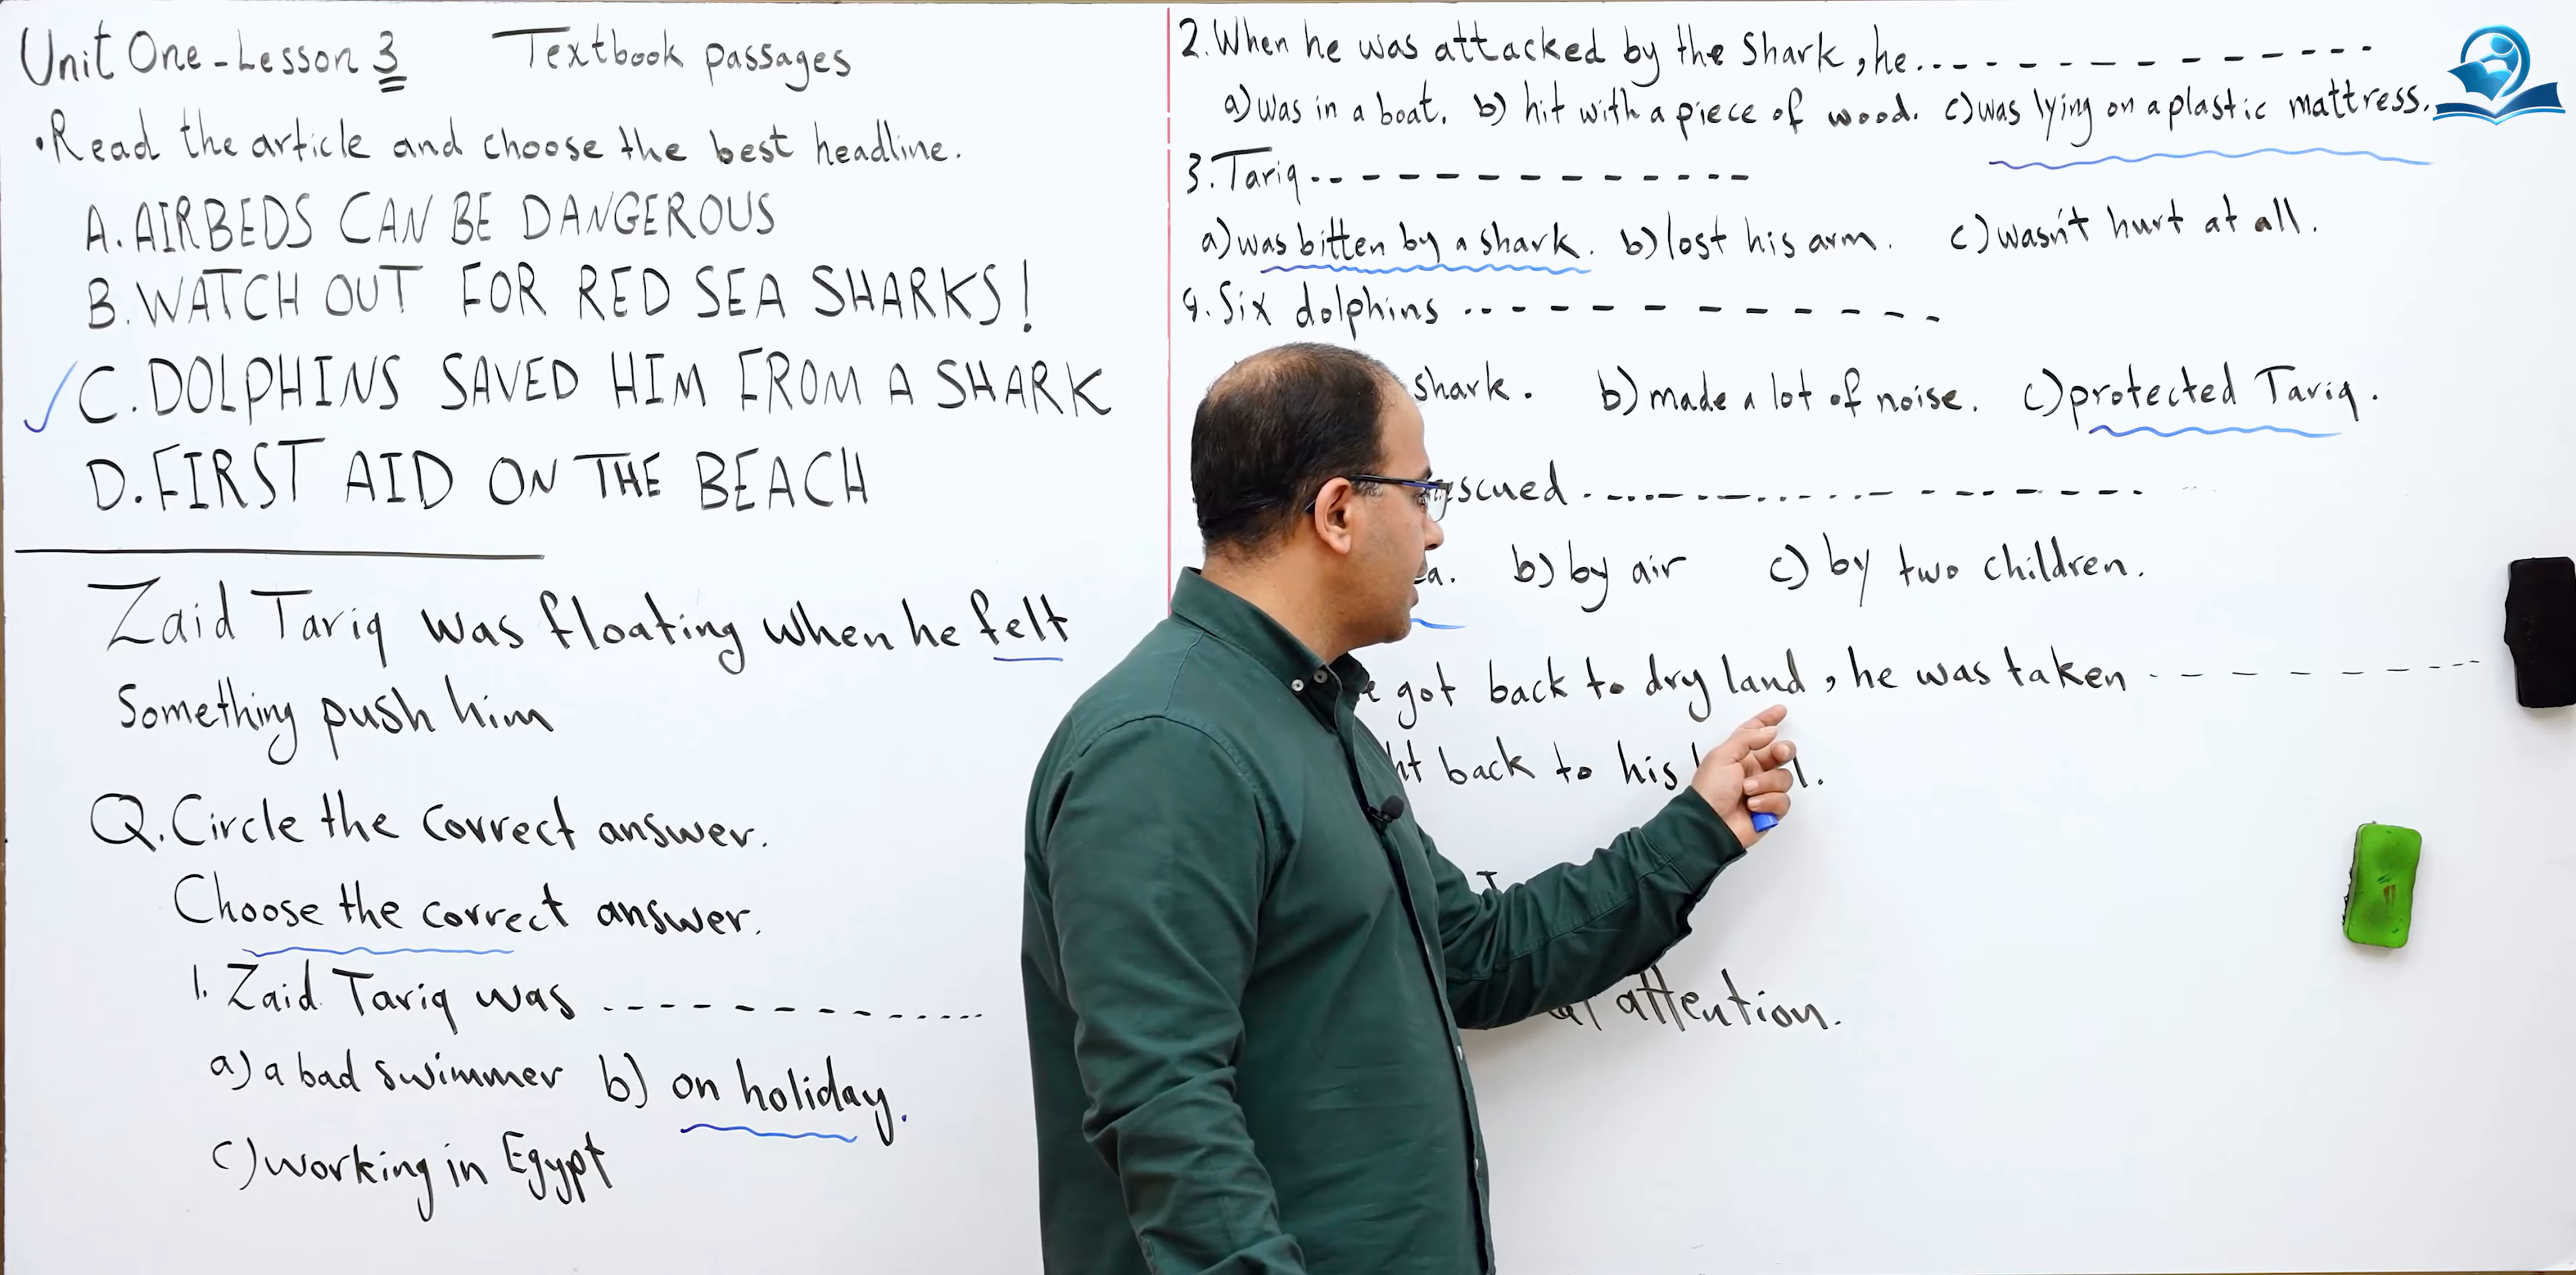 Unit One - Lesson 3 Textbook passages
• Read the article and choose the best headline.
A. AIRBEDS CAN BE DANGEROUS
B. WATCH OUT FOR RED SEA SHARKS!
C. DOLPHINS SAVED HIM FROM A SHARK
D. FIRST AID ON THE BEACH
Zaid Tariq was floating when he felt
Something push him
Q. Circle the correct answer.
Choose the correct answer.
1. Zaid Tariq was ---------------
a) a bad swimmer b) on holiday.
c) working in Egypt
2. When he was attacked by the Shark, he ---------------
a) was in a boat. b) hit with a piece of wood. c) was lying on a plastic mattress.
3. Tariq ---------------
a) was bitten by a shark. b) lost his arm. c) wasn't hurt at all.
4. Six dolphins ---------------
shark. b) made a lot of noise. c) protected Tariq.
---------------
b) by air c) by two children.
got back to dry land, he was taken ---------------
back to his
attention.